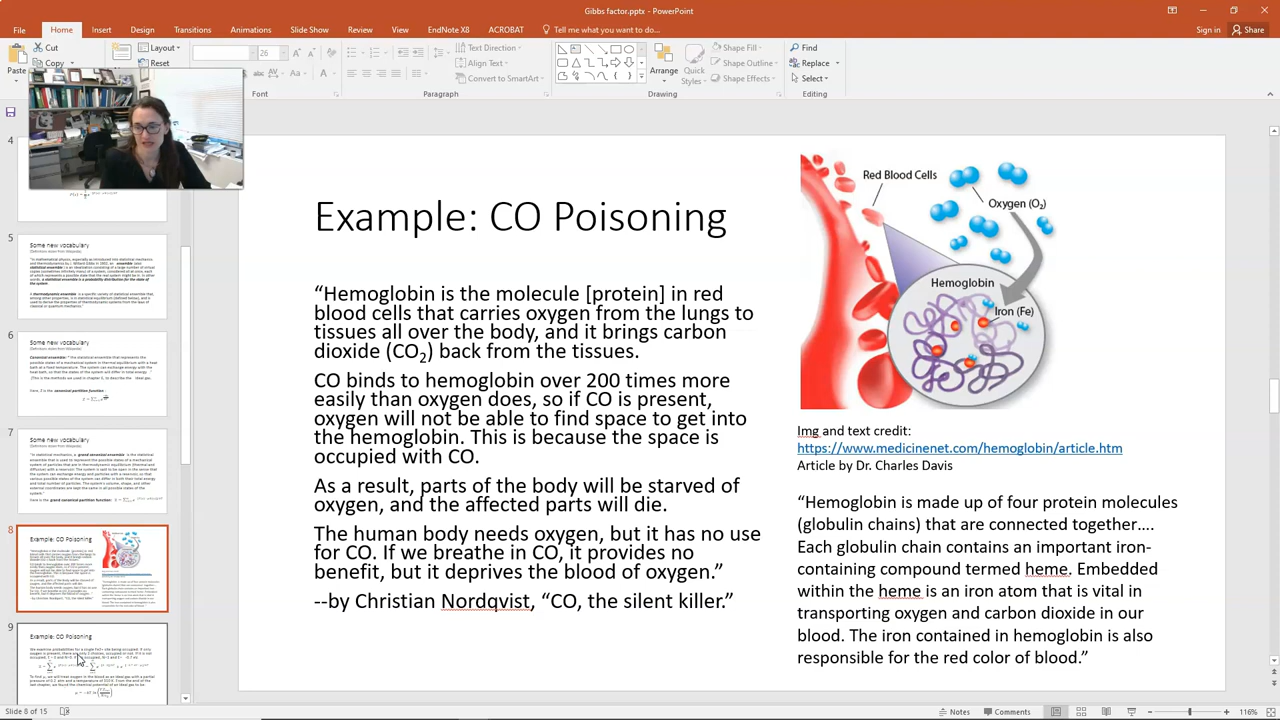 Gibbs factor.pptx - PowerPoint
File Home Insert Design Transitions Animations Slide Show Review View EndNote X8 ACROBAT Tell me what you want to do... Sign in Share
Cut
Copy
Paste
Layout
Reset
26
Font
Text Direction
Align Text
Convert to SmartArt
Paragraph
Arrange
Quick Styles
Shape Fill
Shape Outline
Shape Effects
Drawing
Find
Replace
Select
Editing
4
5
Some new vocabulary
6
Some new vocabulary
7
Some new vocabulary
8
Example: CO Poisoning
9
Example: CO Poisoning
Example: CO Poisoning
“Hemoglobin is the molecule [protein] in red
blood cells that carries oxygen from the lungs to
tissues all over the body, and it brings carbon
dioxide (CO2) back from the tissues.
CO binds to hemoglobin over 200 times more
easily than oxygen does, so if CO is present,
oxygen will not be able to find space to get into
the hemoglobin. This is because the space is
occupied with CO.
As a result, parts of the body will be starved of
oxygen, and the affected parts will die.
The human body needs oxygen, but it has no use
for CO. If we breathe in CO, it provides no
benefit, but it deprives the blood of oxygen.”
--by Christian Nordqvist, “CO, the silent killer.”
Red Blood Cells
Oxygen (O2)
Hemoglobin
Iron (Fe)
Img and text credit:
https://www.medicinenet.com/hemoglobin/article.htm
Article by Dr. Charles Davis
“Hemoglobin is made up of four protein molecules
(globulin chains) that are connected together....
Each globulin chain contains an important iron-
containing compound termed heme. Embedded
within the heme is an iron atom that is vital in
transporting oxygen and carbon dioxide in our
blood. The iron contained in hemoglobin is also
responsible for the red color of blood.”
Slide 8 of 15
Notes
Comments
116%